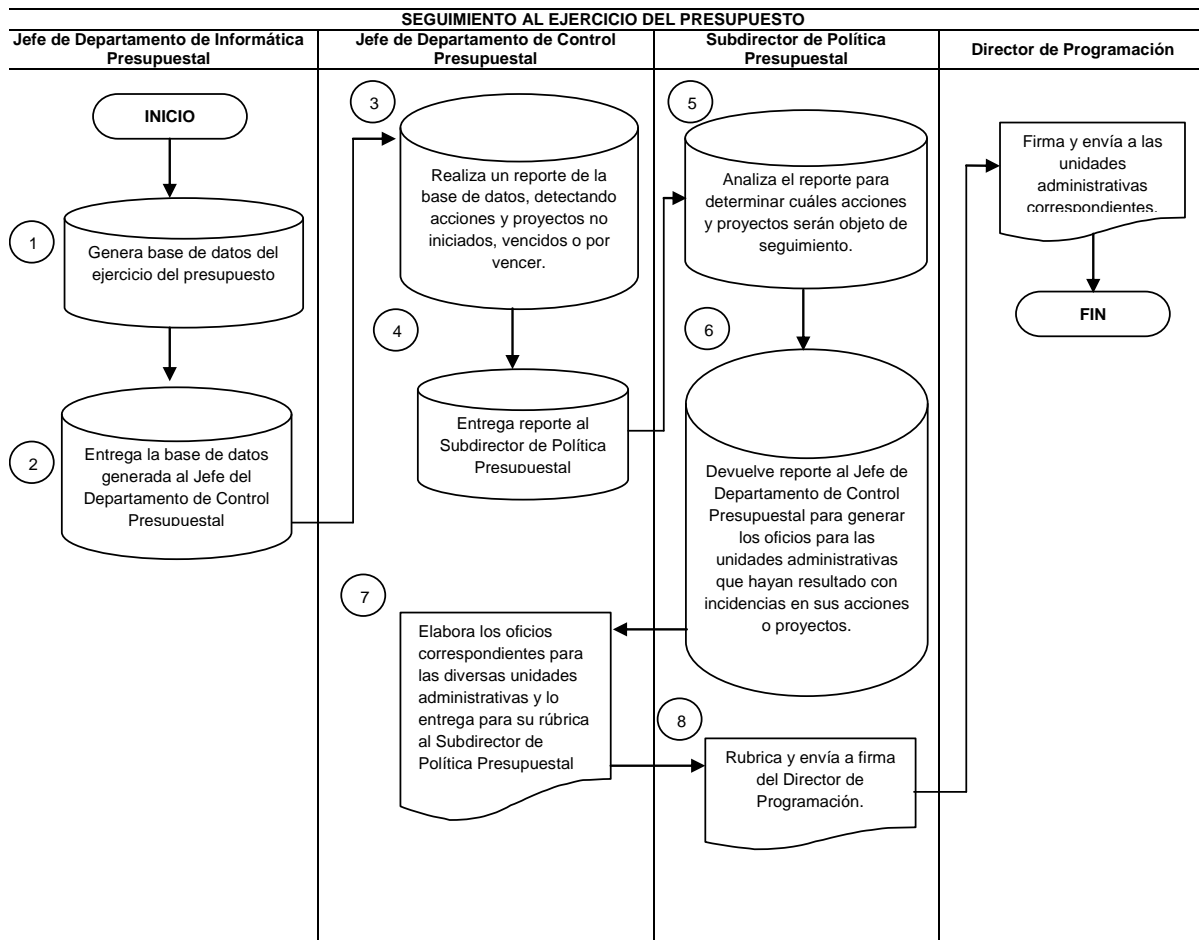 SEGUIMIENTO AL EJERCICIO DEL PRESUPUESTO
Jefe de Departamento de Informática
Presupuestal
Jefe de Departamento de Control
Presupuestal
Subdirector de Política
Presupuestal
Director de Programación
INICIO
1
Genera base de datos del
ejercicio del presupuesto
2
Entrega la base de datos
generada al Jefe del
Departamento de Control
Presupuestal
3
Realiza un reporte de la
base de datos, detectando
acciones y proyectos no
iniciados, vencidos o por
vencer.
4
Entrega reporte al
Subdirector de Política
Presupuestal
5
Analiza el reporte para
determinar cuáles acciones
y proyectos serán objeto de
seguimiento.
6
Devuelve reporte al Jefe de
Departamento de Control
Presupuestal para generar
los oficios para las
unidades administrativas
que hayan resultado con
incidencias en sus acciones
o proyectos.
7
Elabora los oficios
correspondientes para
las diversas unidades
administrativas y lo
entrega para su rúbrica
al Subdirector de
Política Presupuestal
8
Rubrica y envía a firma
del Director de
Programación.
Firma y envía a las
unidades
administrativas
correspondientes.
FIN